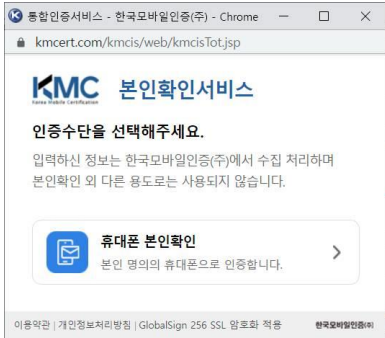 통합인증서비스 - 한국모바일인증(주) - Chrome
kmcert.com/kmcis/web/kmcisTot.jsp
KMC 본인확인서비스
Korea Mobile Certification
인증수단을 선택해주세요.
입력하신 정보는 한국모바일인증(주)에서 수집 처리하며
본인확인 외 다른 용도로는 사용되지 않습니다.
휴대폰 본인확인
본인 명의의 휴대폰으로 인증합니다.
이용약관 | 개인정보처리방침 | GlobalSign 256 SSL 암호화 적용 한국모바일인증(주)